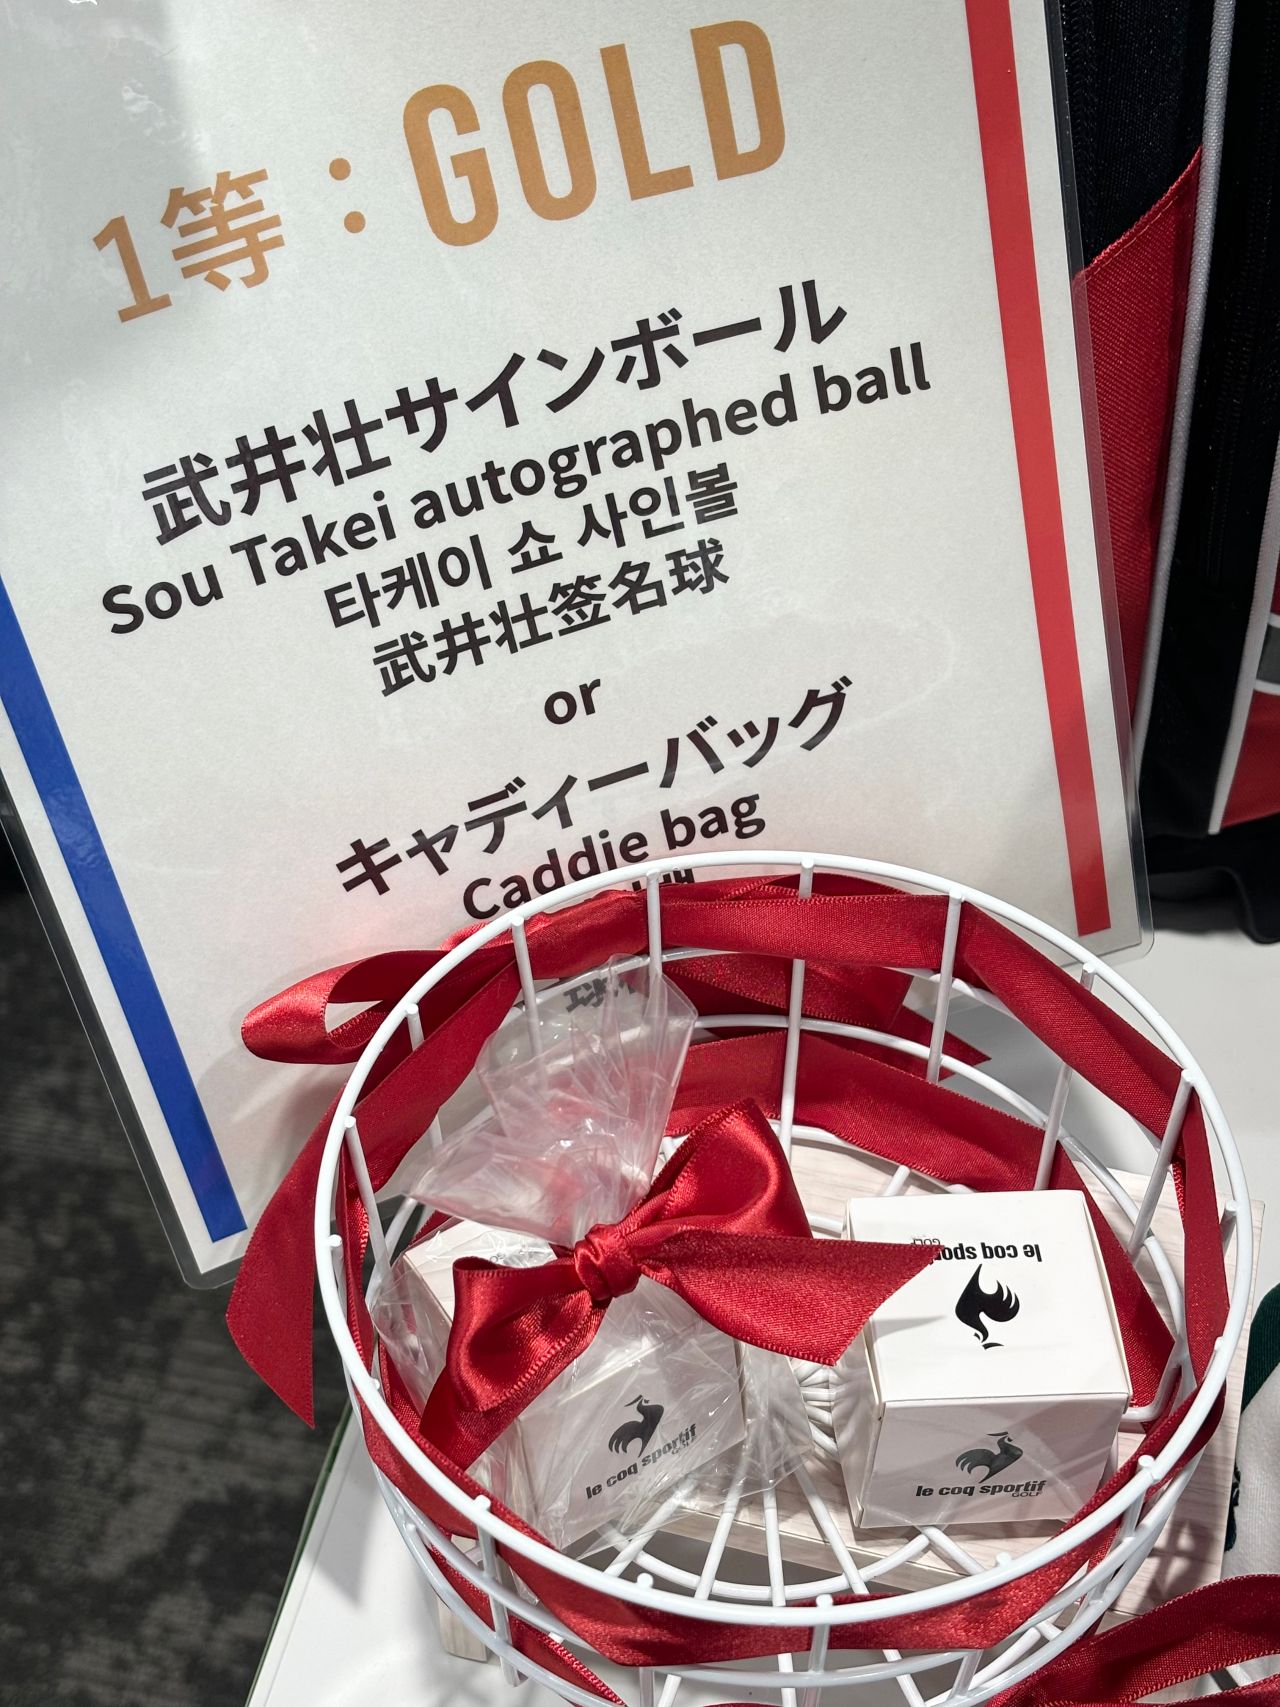 1等：GOLD
武井壮サインボール
Sou Takei autographed ball
타케이 쇼 사인볼
武井壮签名球
or
キャディーバッグ
Caddie bag
le coq sportif
GOLF
le coq sportif
GOLF
le coq sportif
GOLF